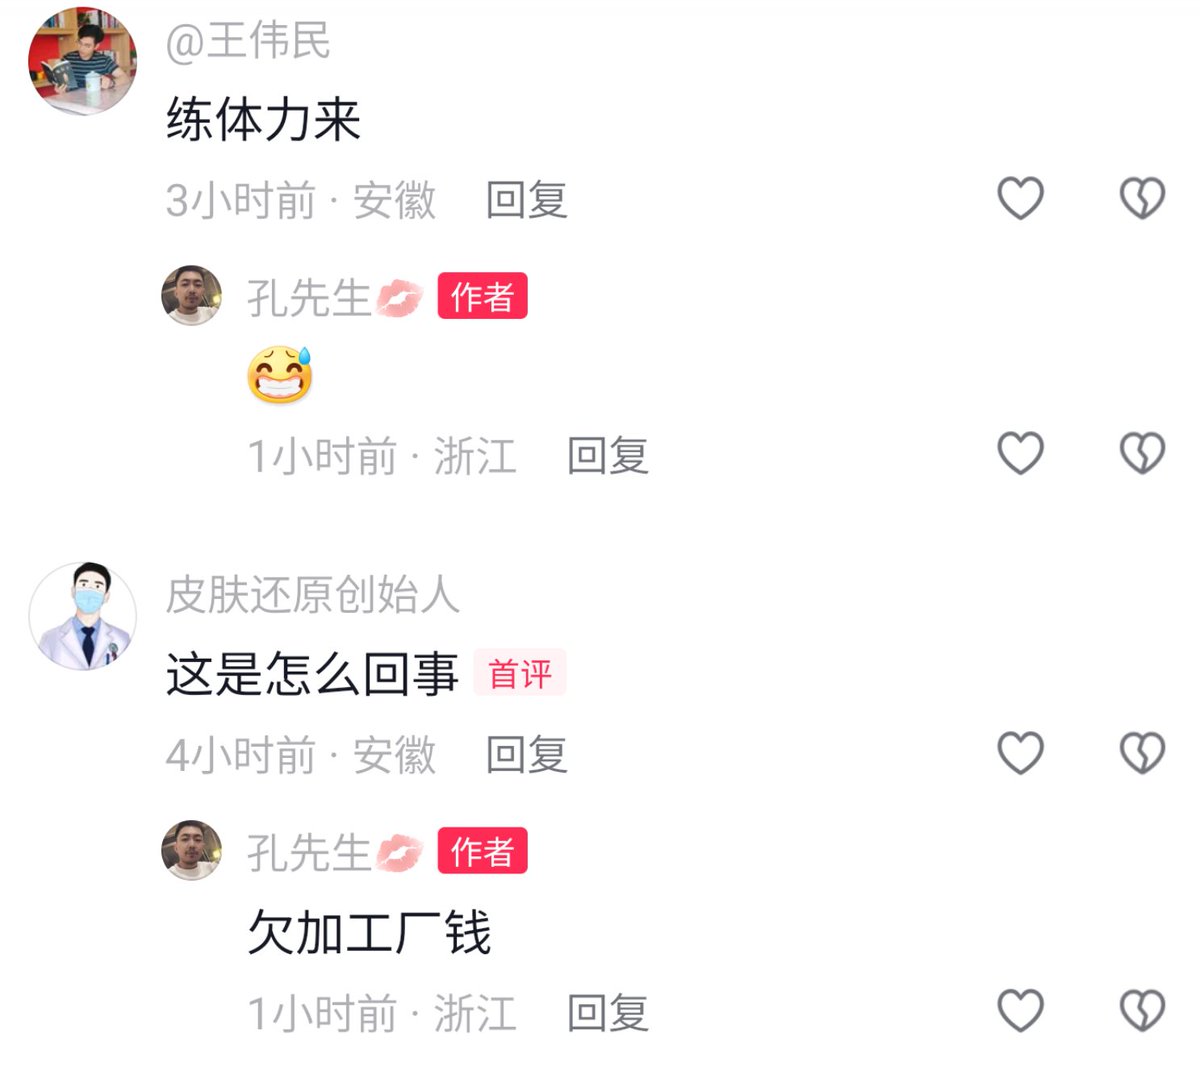 @王伟民
练体力来
3小时前 · 安徽 回复
孔先生💋 作者
😅
1小时前 · 浙江 回复
皮肤还原创始人
这是怎么回事 首评
4小时前 · 安徽 回复
孔先生💋 作者
欠加工厂钱
1小时前 · 浙江 回复